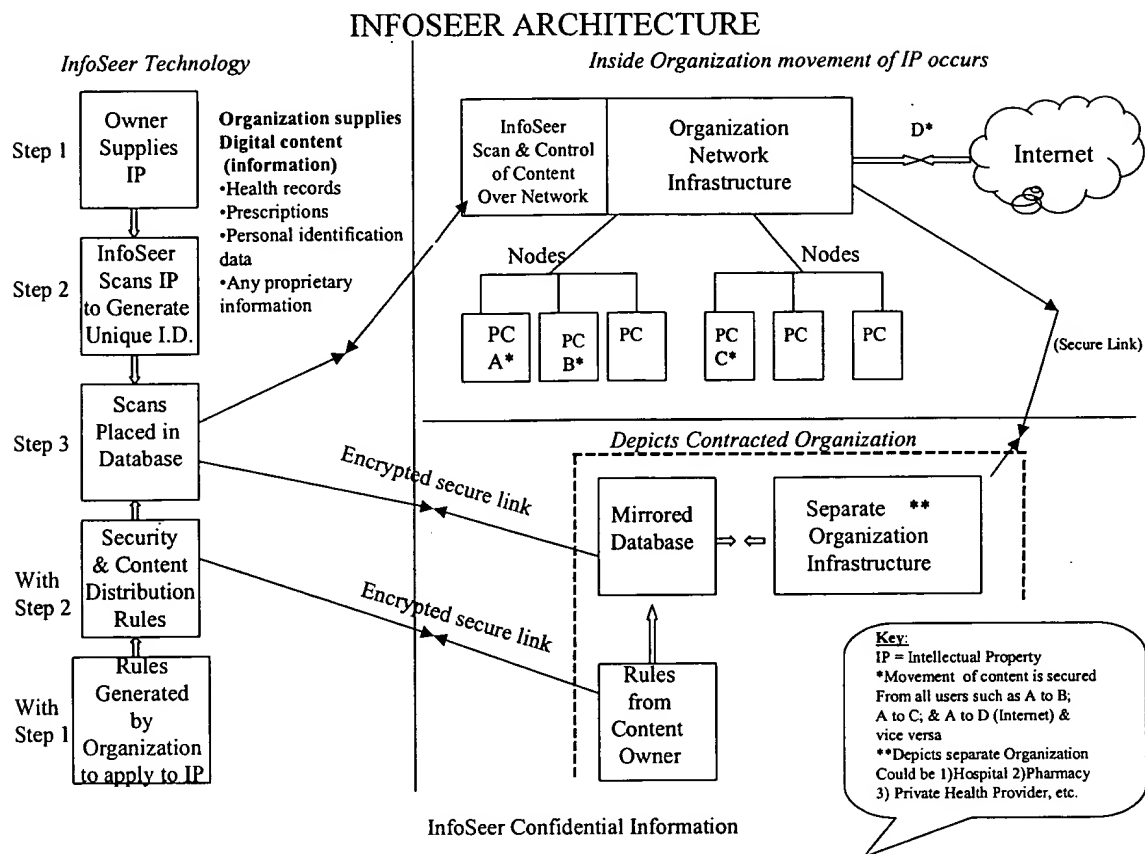 INFOSEER ARCHITECTURE
InfoSeer Technology
Inside Organization movement of IP occurs
Step 1
Owner
Supplies
IP
Organization supplies
Digital content
(information)
•Health records
•Prescriptions
•Personal identification
data
•Any proprietary
information
Step 2
InfoSeer
Scans IP
to Generate
Unique I.D.
Step 3
Scans
Placed in
Database
With
Step 2
Security
& Content
Distribution
Rules
With
Step 1
Rules
Generated
by
Organization
to apply to IP
InfoSeer
Scan & Control
of Content
Over Network
Organization
Network
Infrastructure
D*
Internet
Nodes
Nodes
PC
A*
PC
B*
PC
PC
C*
PC
PC
(Secure Link)
Depicts Contracted Organization
Encrypted secure link
Mirrored
Database
Separate **
Organization
Infrastructure
Encrypted secure link
Rules
from
Content
Owner
Key:
IP = Intellectual Property
*Movement of content is secured
From all users such as A to B;
A to C; & A to D (Internet) &
vice versa
**Depicts separate Organization
Could be 1)Hospital 2)Pharmacy
3) Private Health Provider, etc.
InfoSeer Confidential Information